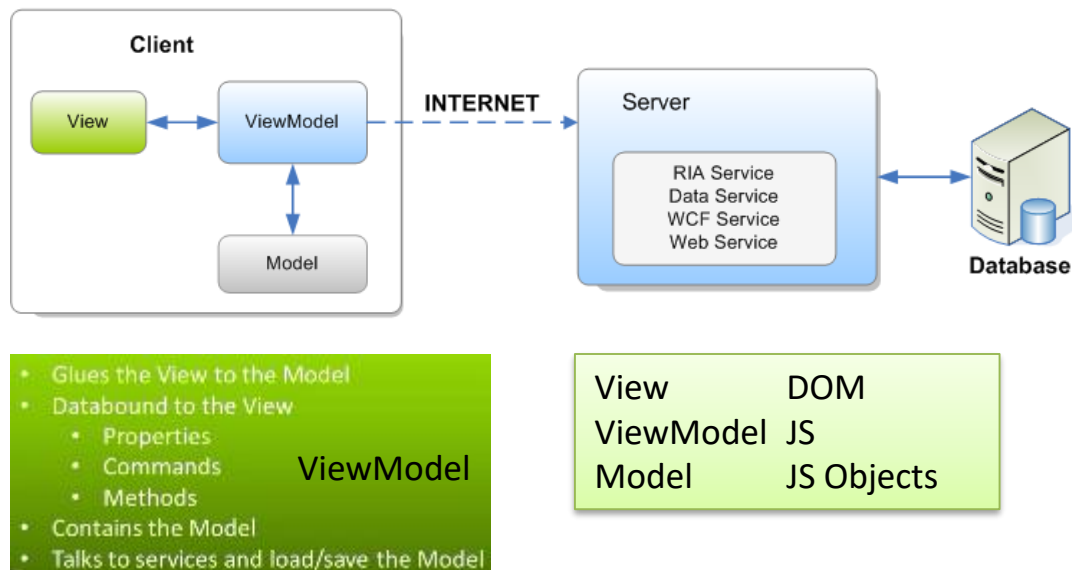 Client
View
ViewModel
Model
INTERNET
Server
RIA Service
Data Service
WCF Service
Web Service
Database
• Glues the View to the Model
• Databound to the View
• Properties
• Commands
• Methods
• Contains the Model
• Talks to services and load/save the Model
ViewModel
View DOM
ViewModel JS
Model JS Objects